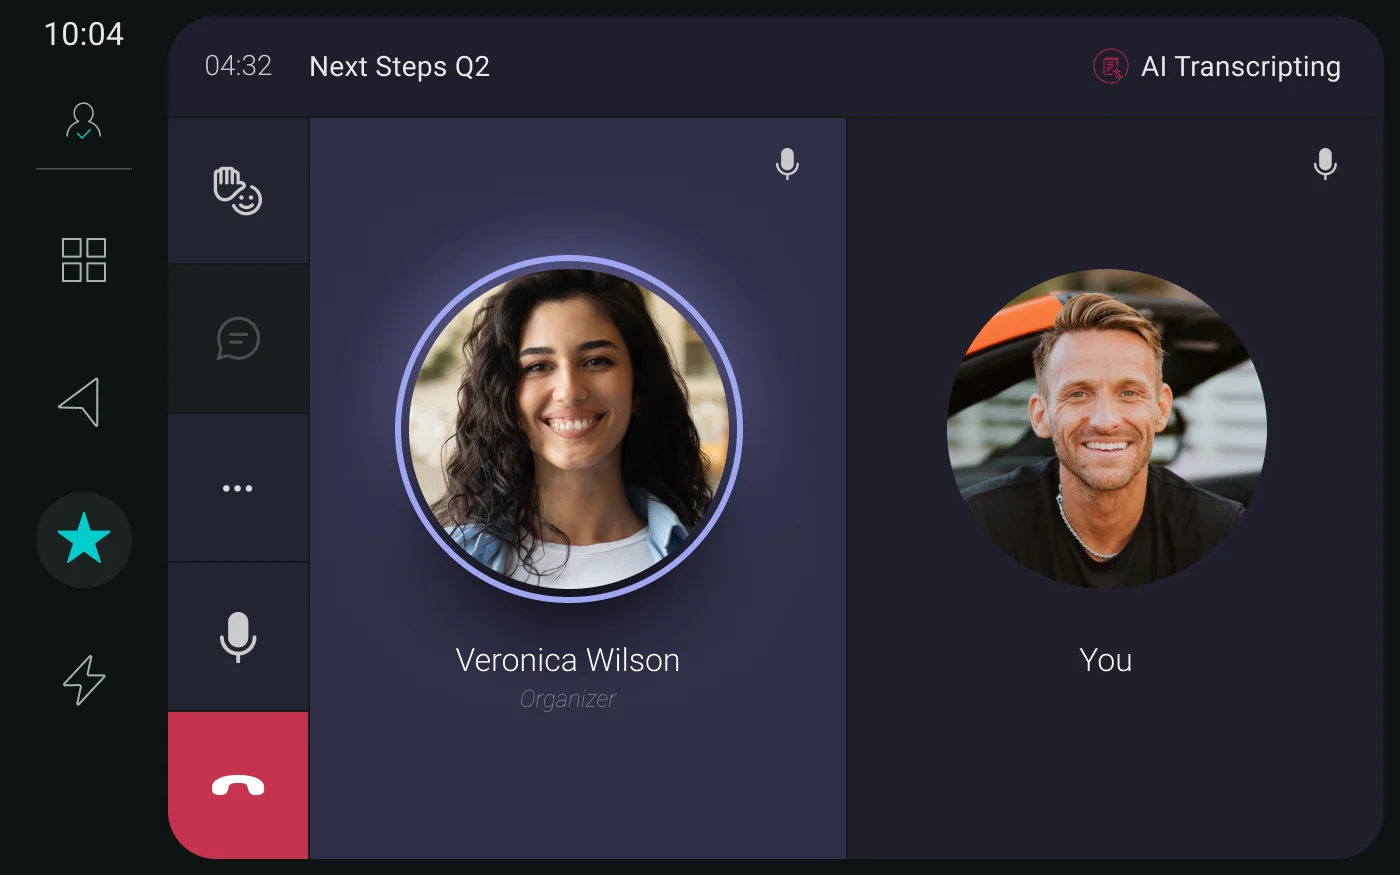 10:04
04:32
Next Steps Q2
AI Transcripting
Veronica Wilson
Organizer
You